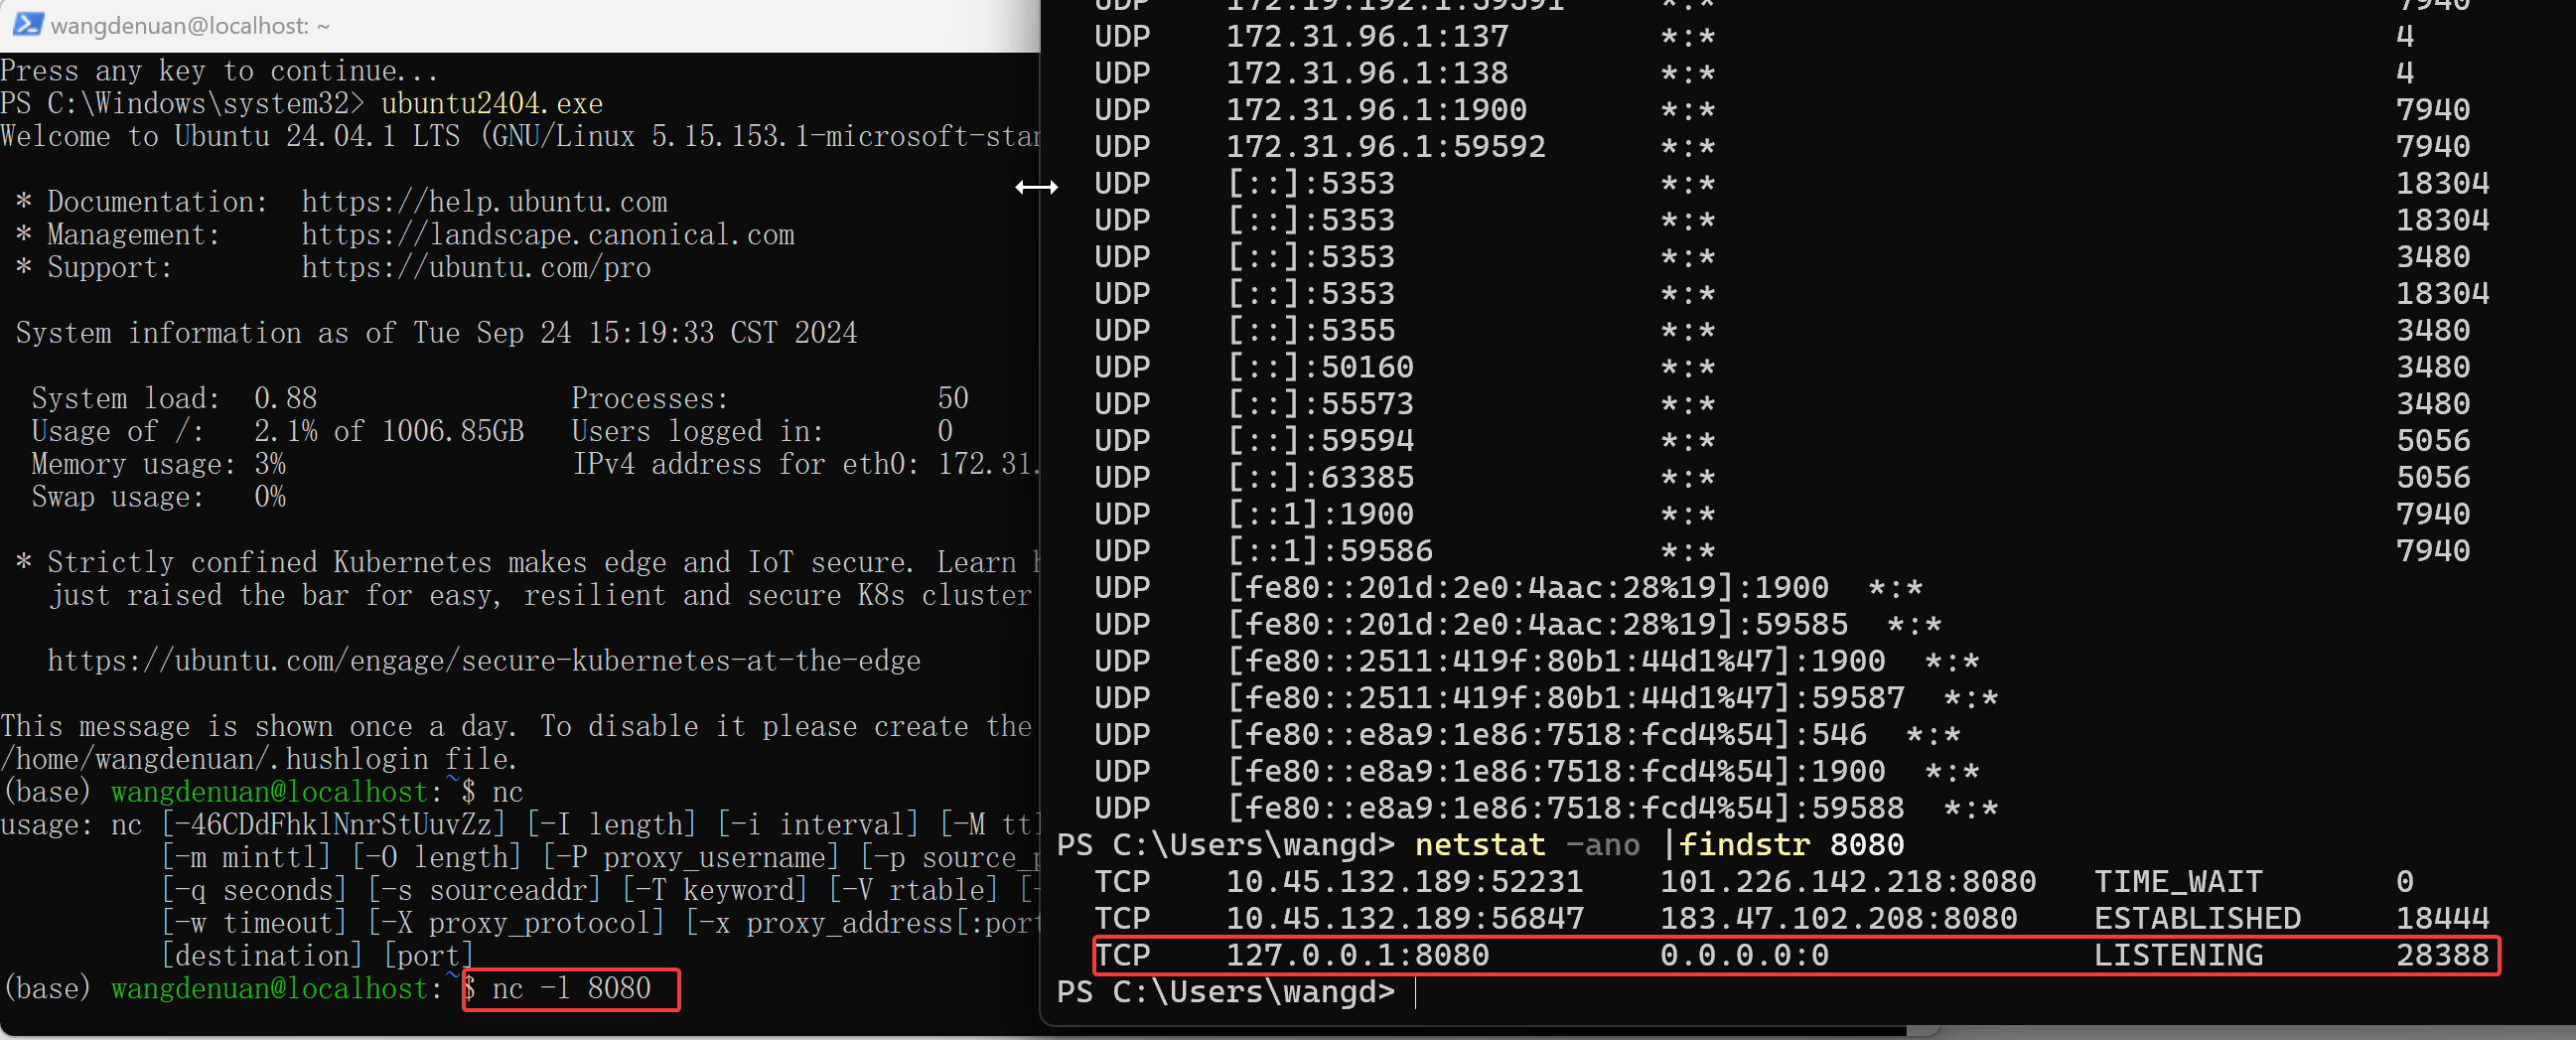 wangdenuan@localhost: ~
Press any key to continue...
PS C:\Windows\system32> ubuntu2404.exe
Welcome to Ubuntu 24.04.1 LTS (GNU/Linux 5.15.153.1-microsoft-stan
* Documentation:  https://help.ubuntu.com
* Management:     https://landscape.canonical.com
* Support:        https://ubuntu.com/pro
System information as of Tue Sep 24 15:19:33 CST 2024
System load:  0.88                Processes:             50
Usage of /:   2.1% of 1006.85GB   Users logged in:       0
Memory usage: 3%                  IPv4 address for eth0: 172.31.
Swap usage:   0%
* Strictly confined Kubernetes makes edge and IoT secure. Learn h
just raised the bar for easy, resilient and secure K8s cluster
https://ubuntu.com/engage/secure-kubernetes-at-the-edge
This message is shown once a day. To disable it please create the
/home/wangdenuan/.hushlogin file.
(base) wangdenuan@localhost:~$ nc
usage: nc [-46CDdFhklNnrStUuvZz] [-I length] [-i interval] [-M ttl
[-m minttl] [-O length] [-P proxy_username] [-p source_p
[-q seconds] [-s sourceaddr] [-T keyword] [-V rtable] [-
[-w timeout] [-X proxy_protocol] [-x proxy_address[:port
[destination] [port]
(base) wangdenuan@localhost:~$ nc -l 8080
UDP    172.19.192.1:59591     *:*                                    7940
UDP    172.31.96.1:137        *:*                                    4
UDP    172.31.96.1:138        *:*                                    4
UDP    172.31.96.1:1900       *:*                                    7940
UDP    172.31.96.1:59592      *:*                                    7940
UDP    [::]:5353              *:*                                    18304
UDP    [::]:5353              *:*                                    18304
UDP    [::]:5353              *:*                                    3480
UDP    [::]:5353              *:*                                    18304
UDP    [::]:5355              *:*                                    3480
UDP    [::]:50160             *:*                                    3480
UDP    [::]:55573             *:*                                    3480
UDP    [::]:59594             *:*                                    5056
UDP    [::]:63385             *:*                                    5056
UDP    [::1]:1900             *:*                                    7940
UDP    [::1]:59586            *:*                                    7940
UDP    [fe80::201d:2e0:4aac:28%19]:1900  *:*
UDP    [fe80::201d:2e0:4aac:28%19]:59585  *:*
UDP    [fe80::2511:419f:80b1:44d1%47]:1900  *:*
UDP    [fe80::2511:419f:80b1:44d1%47]:59587  *:*
UDP    [fe80::e8a9:1e86:7518:fcd4%54]:546  *:*
UDP    [fe80::e8a9:1e86:7518:fcd4%54]:1900  *:*
UDP    [fe80::e8a9:1e86:7518:fcd4%54]:59588  *:*
PS C:\Users\wangd> netstat -ano |findstr 8080
TCP    10.45.132.189:52231    101.226.142.218:8080   TIME_WAIT       0
TCP    10.45.132.189:56847    183.47.102.208:8080    ESTABLISHED     18444
TCP    127.0.0.1:8080         0.0.0.0:0              LISTENING       28388
PS C:\Users\wangd>